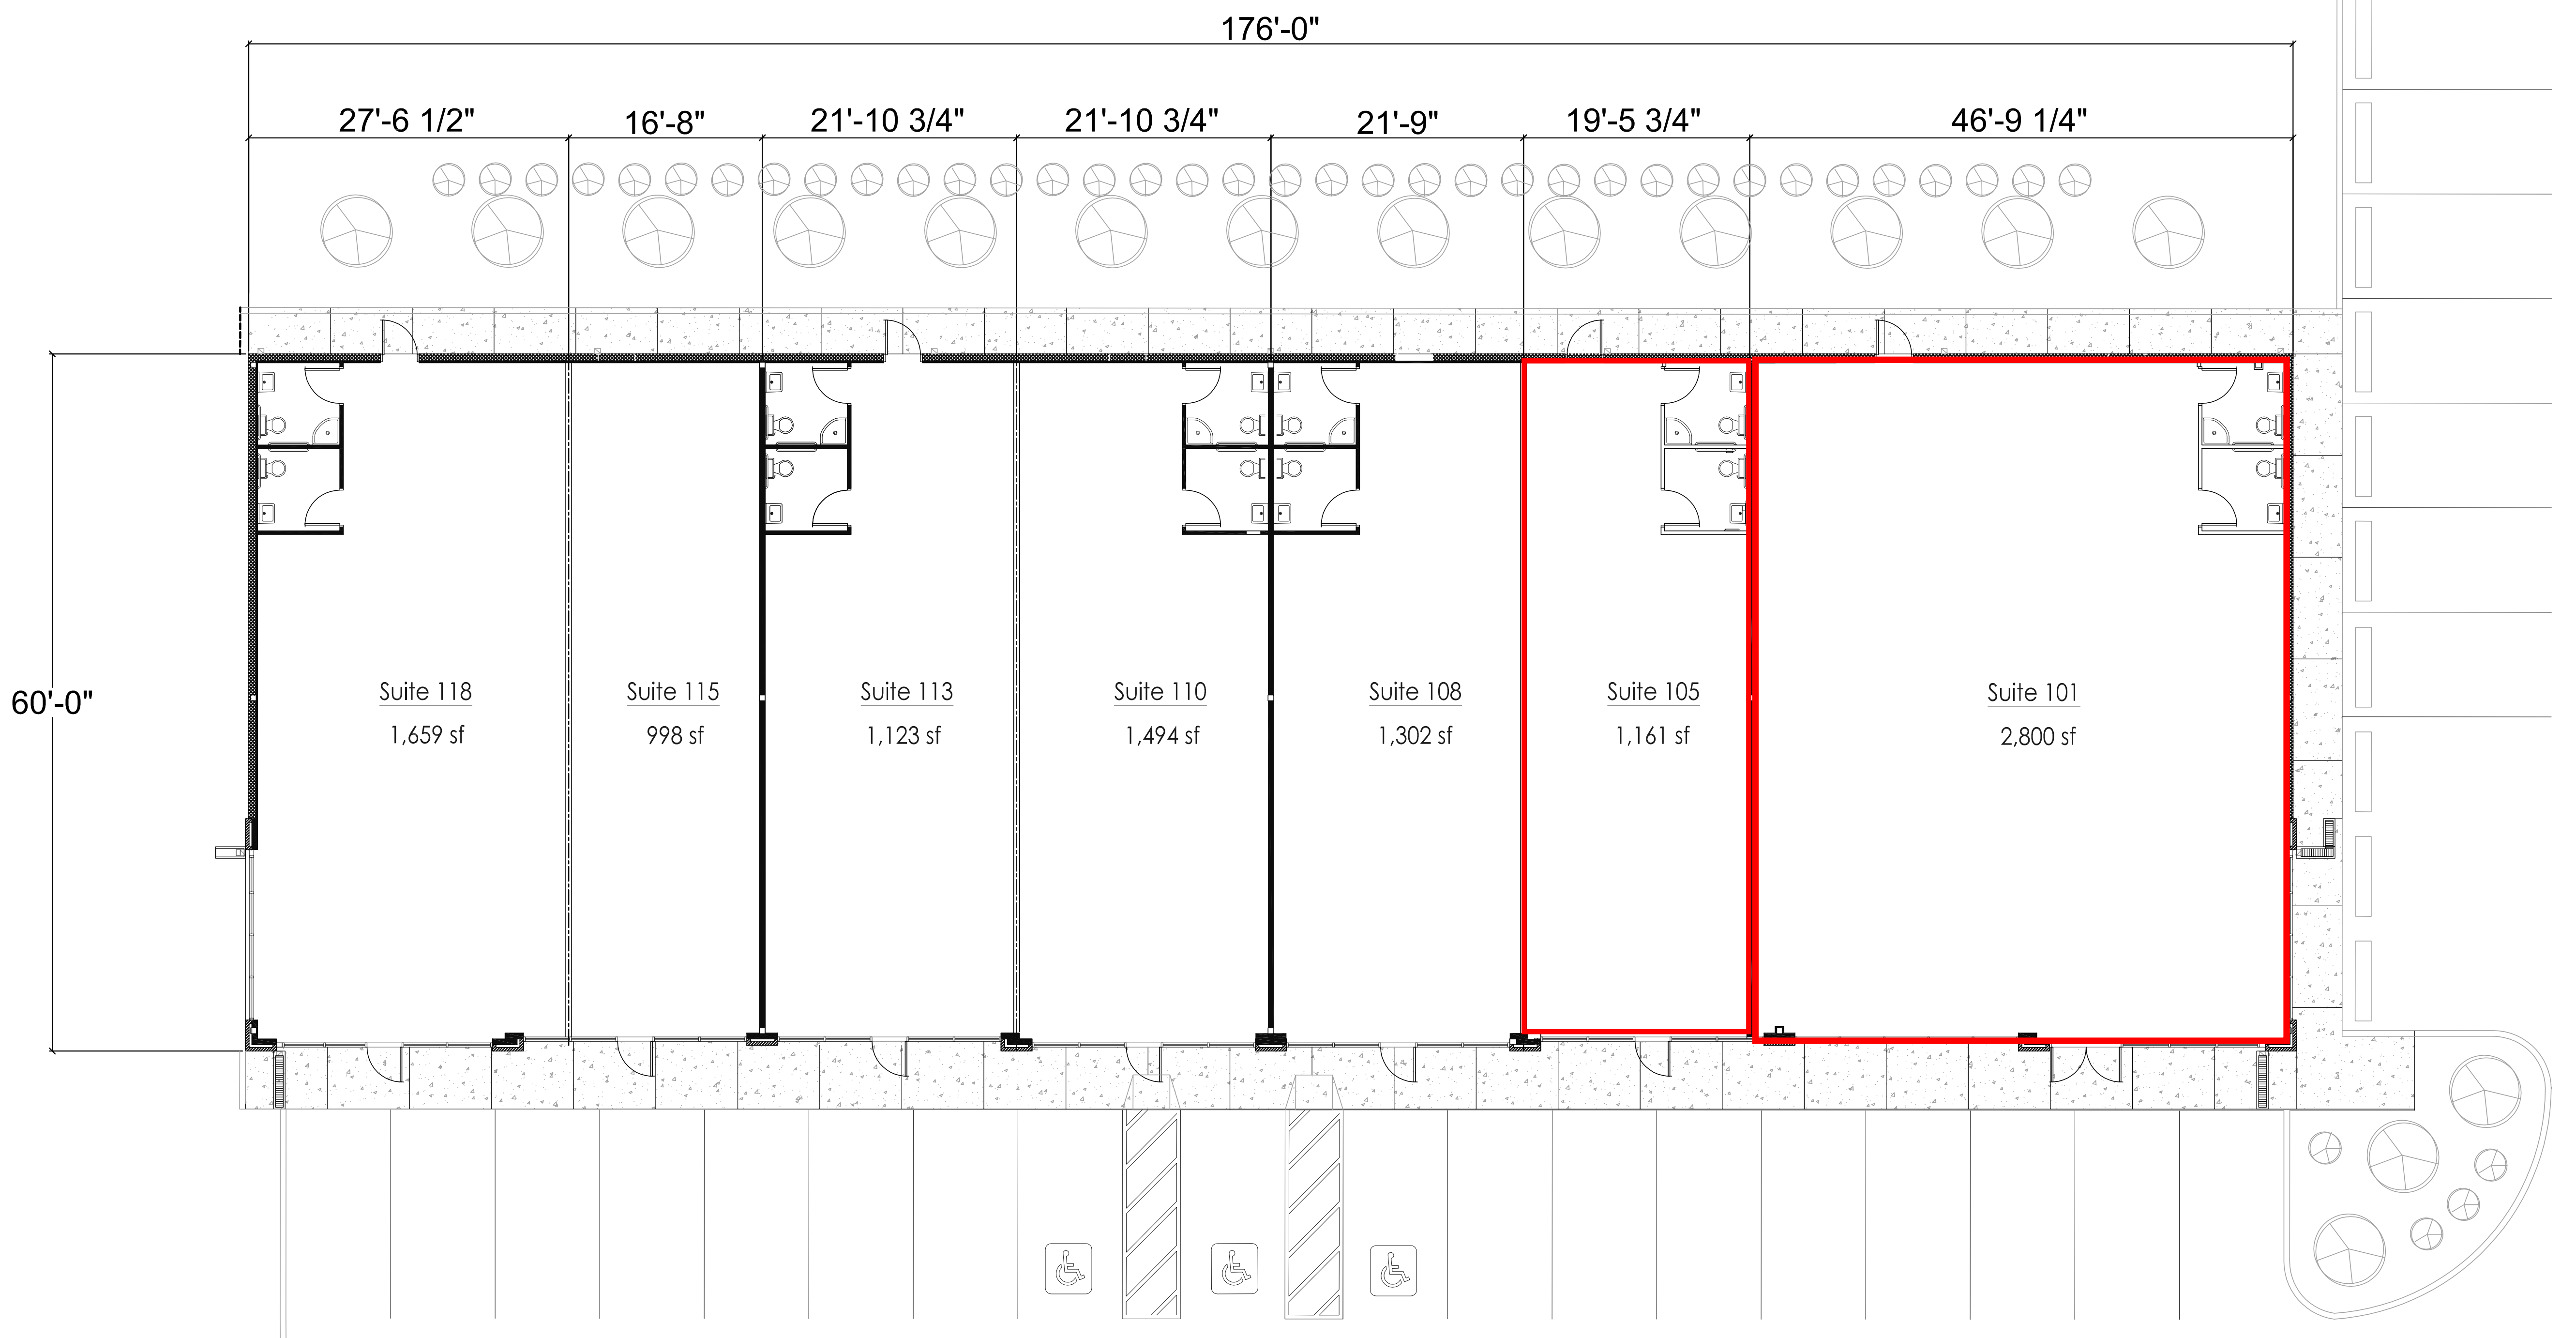 176'-0"
27'-6 1/2"
16'-8"
21'-10 3/4"
21'-10 3/4"
21'-9"
19'-5 3/4"
46'-9 1/4"
60'-0"
Suite 118
1,659 sf
Suite 115
998 sf
Suite 113
1,123 sf
Suite 110
1,494 sf
Suite 108
1,302 sf
Suite 105
1,161 sf
Suite 101
2,800 sf